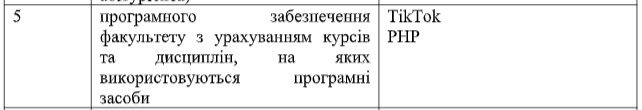 5 програмного забезпечення TikTok
факультету з урахуванням курсів PHP
та дисциплін, на яких
використовуються програмні
засоби